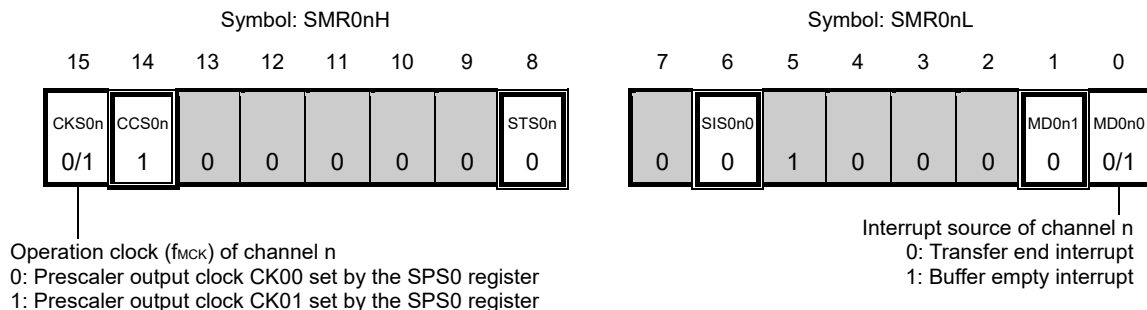 Symbol: SMR0nH
15 14 13 12 11 10 9 8
CKS0n CCS0n STS0n
0/1 1 0 0 0 0 0 0
Operation clock (fMCK) of channel n
0: Prescaler output clock CK00 set by the SPS0 register
1: Prescaler output clock CK01 set by the SPS0 register
Symbol: SMR0nL
7 6 5 4 3 2 1 0
SIS0n0 MD0n1 MD0n0
0 0 1 0 0 0 0 0/1
Interrupt source of channel n
0: Transfer end interrupt
1: Buffer empty interrupt